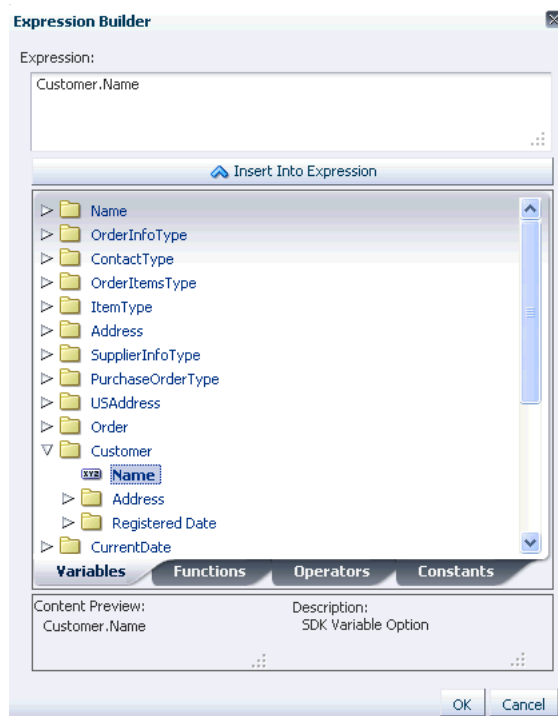 Expression Builder
Expression:
Customer.Name
Insert Into Expression
Name
OrderInfoType
ContactType
OrderItemsType
ItemType
Address
SupplierInfoType
PurchaseOrderType
USAddress
Order
Customer
XYZ Name
Address
Registered Date
CurrentDate
Variables Functions Operators Constants
Content Preview: Description:
Customer.Name SDK Variable Option
OK Cancel